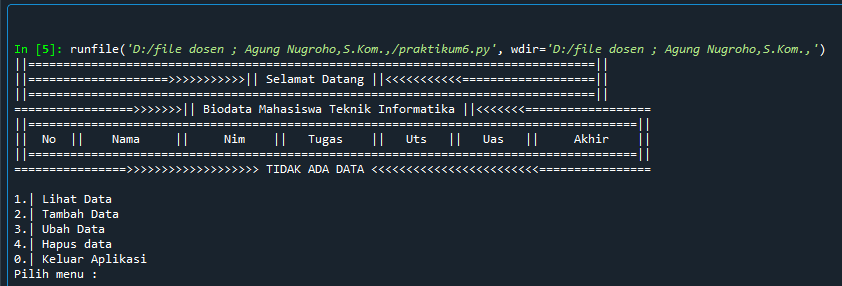 In [5]: runfile('D:/file dosen ; Agung Nugroho,S.Kom.,/praktikum6.py', wdir='D:/file dosen ; Agung Nugroho,S.Kom.,')
||=================================================================================||
||====================>>>>>>>>>>>|| Selamat Datang ||<<<<<<<<<<<===================||
||=================================================================================||
=================>>>>>>>|| Biodata Mahasiswa Teknik Informatika ||<<<<<<<==================
||=======================================================================================||
||  No  ||    Nama     ||     Nim    ||   Tugas    ||   Uts   ||   Uas   ||     Akhir    ||
||=======================================================================================||
================>>>>>>>>>>>>>>>>>>> TIDAK ADA DATA <<<<<<<<<<<<<<<<<<<<<<<<================
1.| Lihat Data
2.| Tambah Data
3.| Ubah Data
4.| Hapus data
0.| Keluar Aplikasi
Pilih menu :